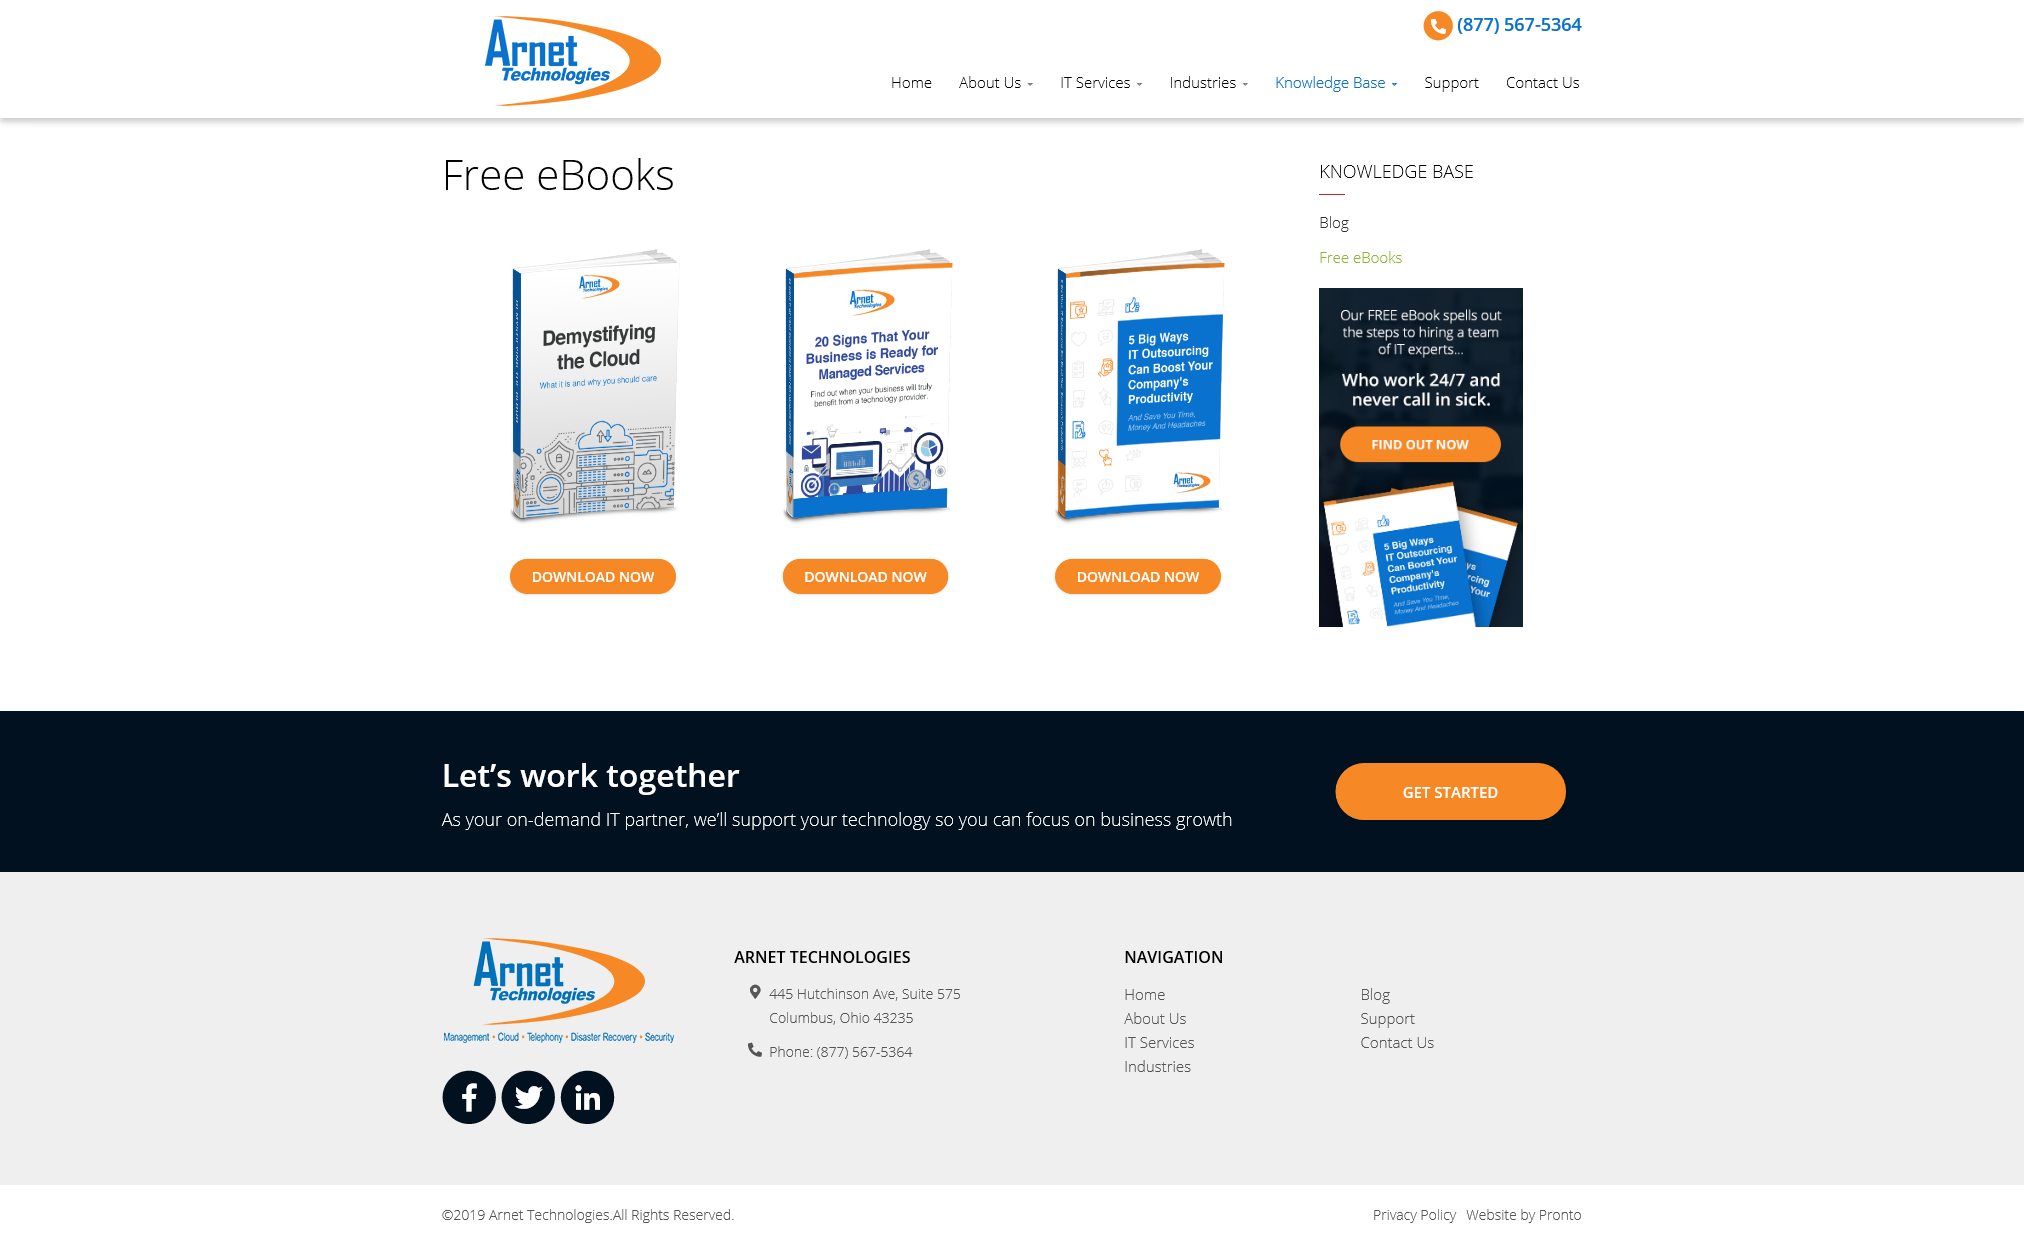 Arnet
Technologies
(877) 567-5364
Home
About Us
IT Services
Industries
Knowledge Base
Support
Contact Us
Free eBooks
Arnet
Technologies
Demystifying
the Cloud
What it is and why you should care
DOWNLOAD NOW
Arnet
Technologies
20 Signs That Your
Business is Ready for
Managed Services
Find out when your business will truly
benefit from a technology provider.
DOWNLOAD NOW
5 Big Ways
IT Outsourcing
Can Boost Your
Company's
Productivity
And Save You Time,
Money And Headaches
Arnet
Technologies
DOWNLOAD NOW
KNOWLEDGE BASE
Blog
Free eBooks
Our FREE eBook spells out
the steps to hiring a team
of IT experts...
Who work 24/7 and
never call in sick.
FIND OUT NOW
5 Big Ways
IT Outsourcing
Can Boost Your
Company's
Productivity
And Save You Time,
Money And Headaches
Let’s work together
As your on-demand IT partner, we’ll support your technology so you can focus on business growth
GET STARTED
Arnet
Technologies
Management • Cloud • Telephony • Disaster Recovery • Security
ARNET TECHNOLOGIES
445 Hutchinson Ave, Suite 575
Columbus, Ohio 43235
Phone: (877) 567-5364
NAVIGATION
Home
About Us
IT Services
Industries
Blog
Support
Contact Us
©2019 Arnet Technologies.All Rights Reserved.
Privacy Policy
Website by Pronto